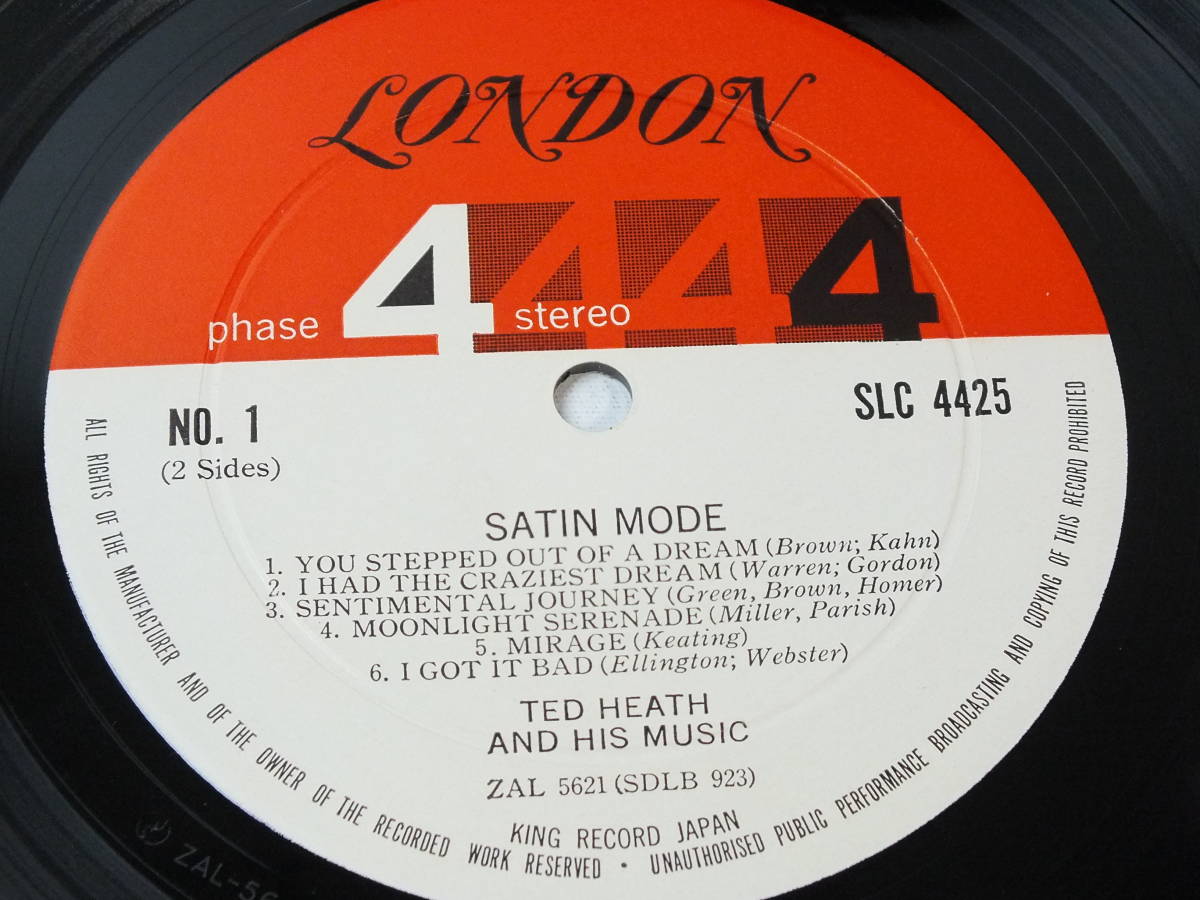 LONDON
phase 4 stereo 4 4 4
NO. 1
(2 Sides)
SLC 4425
SATIN MODE
1. YOU STEPPED OUT OF A DREAM (Brown; Kahn)
2. I HAD THE CRAZIEST DREAM (Warren; Gordon)
3. SENTIMENTAL JOURNEY (Green, Brown, Homer)
4. MOONLIGHT SERENADE (Miller, Parish)
5. MIRAGE (Keating)
6. I GOT IT BAD (Ellington; Webster)
TED HEATH
AND HIS MUSIC
ZAL 5621 (SDLB 923)
KING RECORD JAPAN
ALL RIGHTS OF THE MANUFACTURER AND OF THE OWNER OF THE RECORDED WORK RESERVED • UNAUTHORISED PUBLIC PERFORMANCE BROADCASTING AND COPYING OF THIS RECORD PROHIBITED